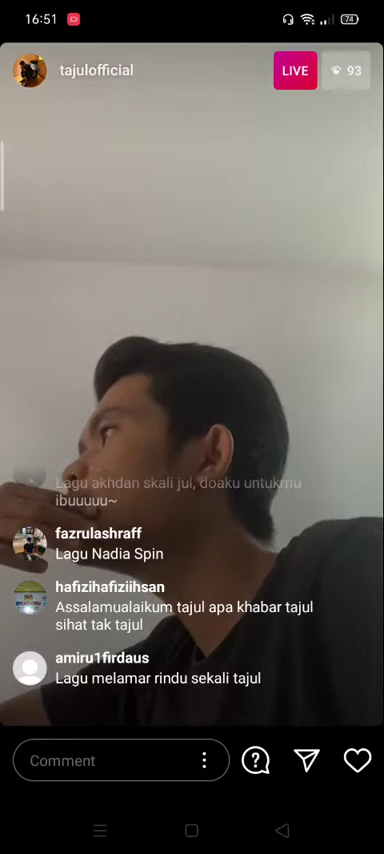 16:51
74
tajulofficial
LIVE
93
Lagu akhdan skali jul, doaku untukmu
ibuuuuu~
fazrulashraff
Lagu Nadia Spin
hafizihafiziihsan
Assalamualaikum tajul apa khabar tajul
sihat tak tajul
amiru1firdaus
Lagu melamar rindu sekali tajul
Comment